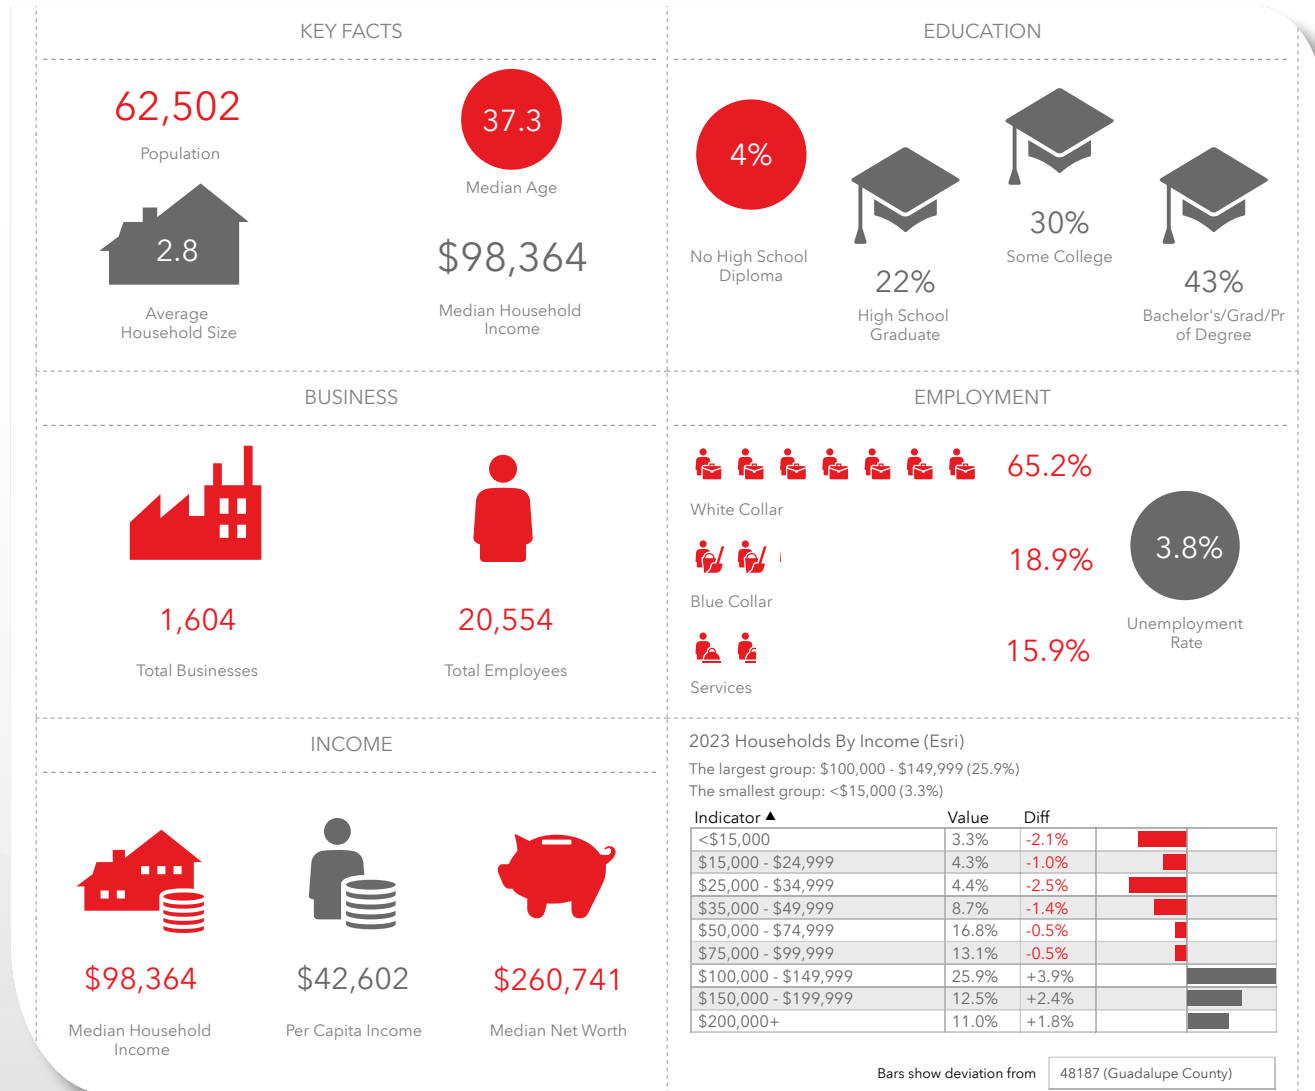 KEY FACTS
62,502
Population
37.3
Median Age
2.8
Average
Household Size
$98,364
Median Household
Income
EDUCATION
4%
No High School
Diploma
22%
High School
Graduate
30%
Some College
43%
Bachelor's/Grad/Pr
of Degree
BUSINESS
1,604
Total Businesses
20,554
Total Employees
EMPLOYMENT
65.2%
White Collar
18.9%
Blue Collar
15.9%
Services
3.8%
Unemployment
Rate
INCOME
$98,364
Median Household
Income
$42,602
Per Capita Income
$260,741
Median Net Worth
2023 Households By Income (Esri)
The largest group: $100,000 - $149,999 (25.9%)
The smallest group: <$15,000 (3.3%)
Indicator ▲ Value Diff
<$15,000 3.3% -2.1%
$15,000 - $24,999 4.3% -1.0%
$25,000 - $34,999 4.4% -2.5%
$35,000 - $49,999 8.7% -1.4%
$50,000 - $74,999 16.8% -0.5%
$75,000 - $99,999 13.1% -0.5%
$100,000 - $149,999 25.9% +3.9%
$150,000 - $199,999 12.5% +2.4%
$200,000+ 11.0% +1.8%
Bars show deviation from 48187 (Guadalupe County)